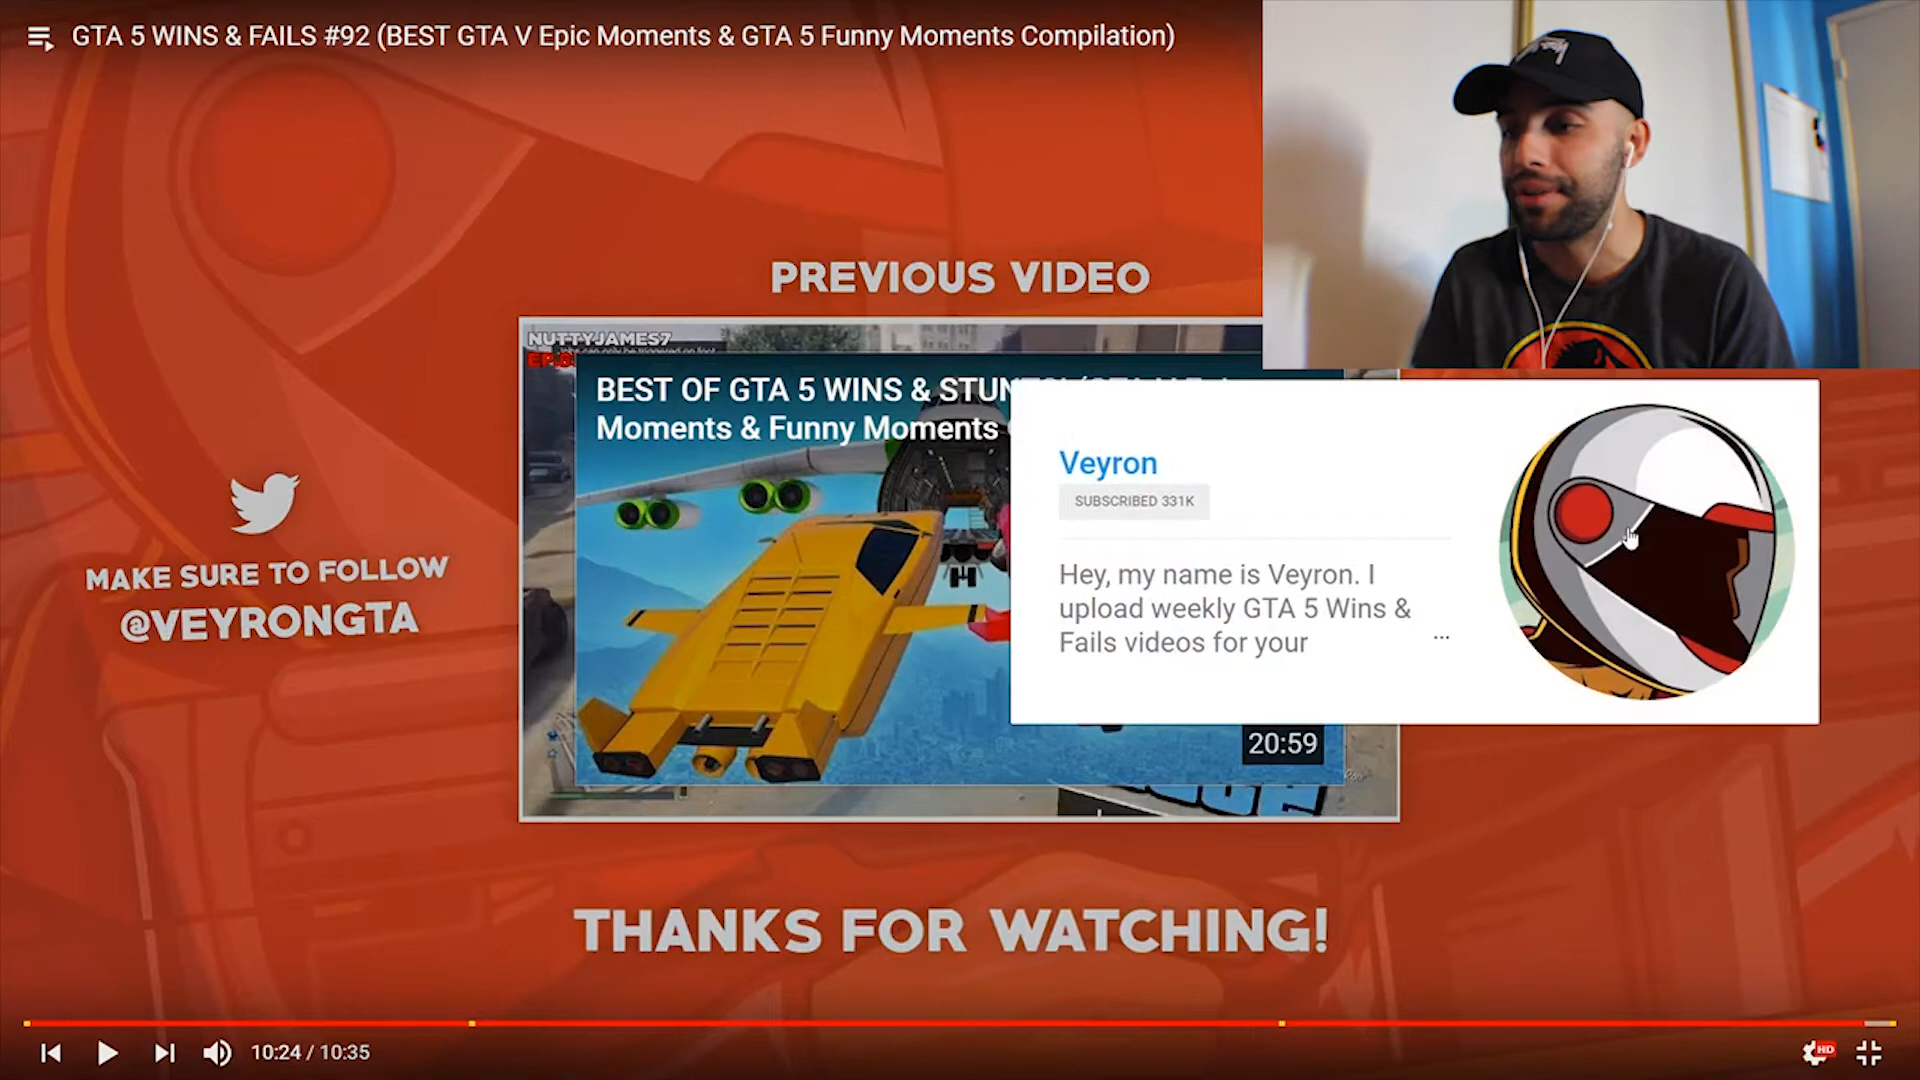 GTA 5 WINS & FAILS #92 (BEST GTA V Epic Moments & GTA 5 Funny Moments Compilation)
PREVIOUS VIDEO
NUTTYJAMES7
BEST OF GTA 5 WINS & STUN
Moments & Funny Moments
Veyron
SUBSCRIBED 331K
Hey, my name is Veyron. I
upload weekly GTA 5 Wins &
Fails videos for your
...
MAKE SURE TO FOLLOW
@VEYRONGTA
20:59
THANKS FOR WATCHING!
10:24 / 10:35
HD